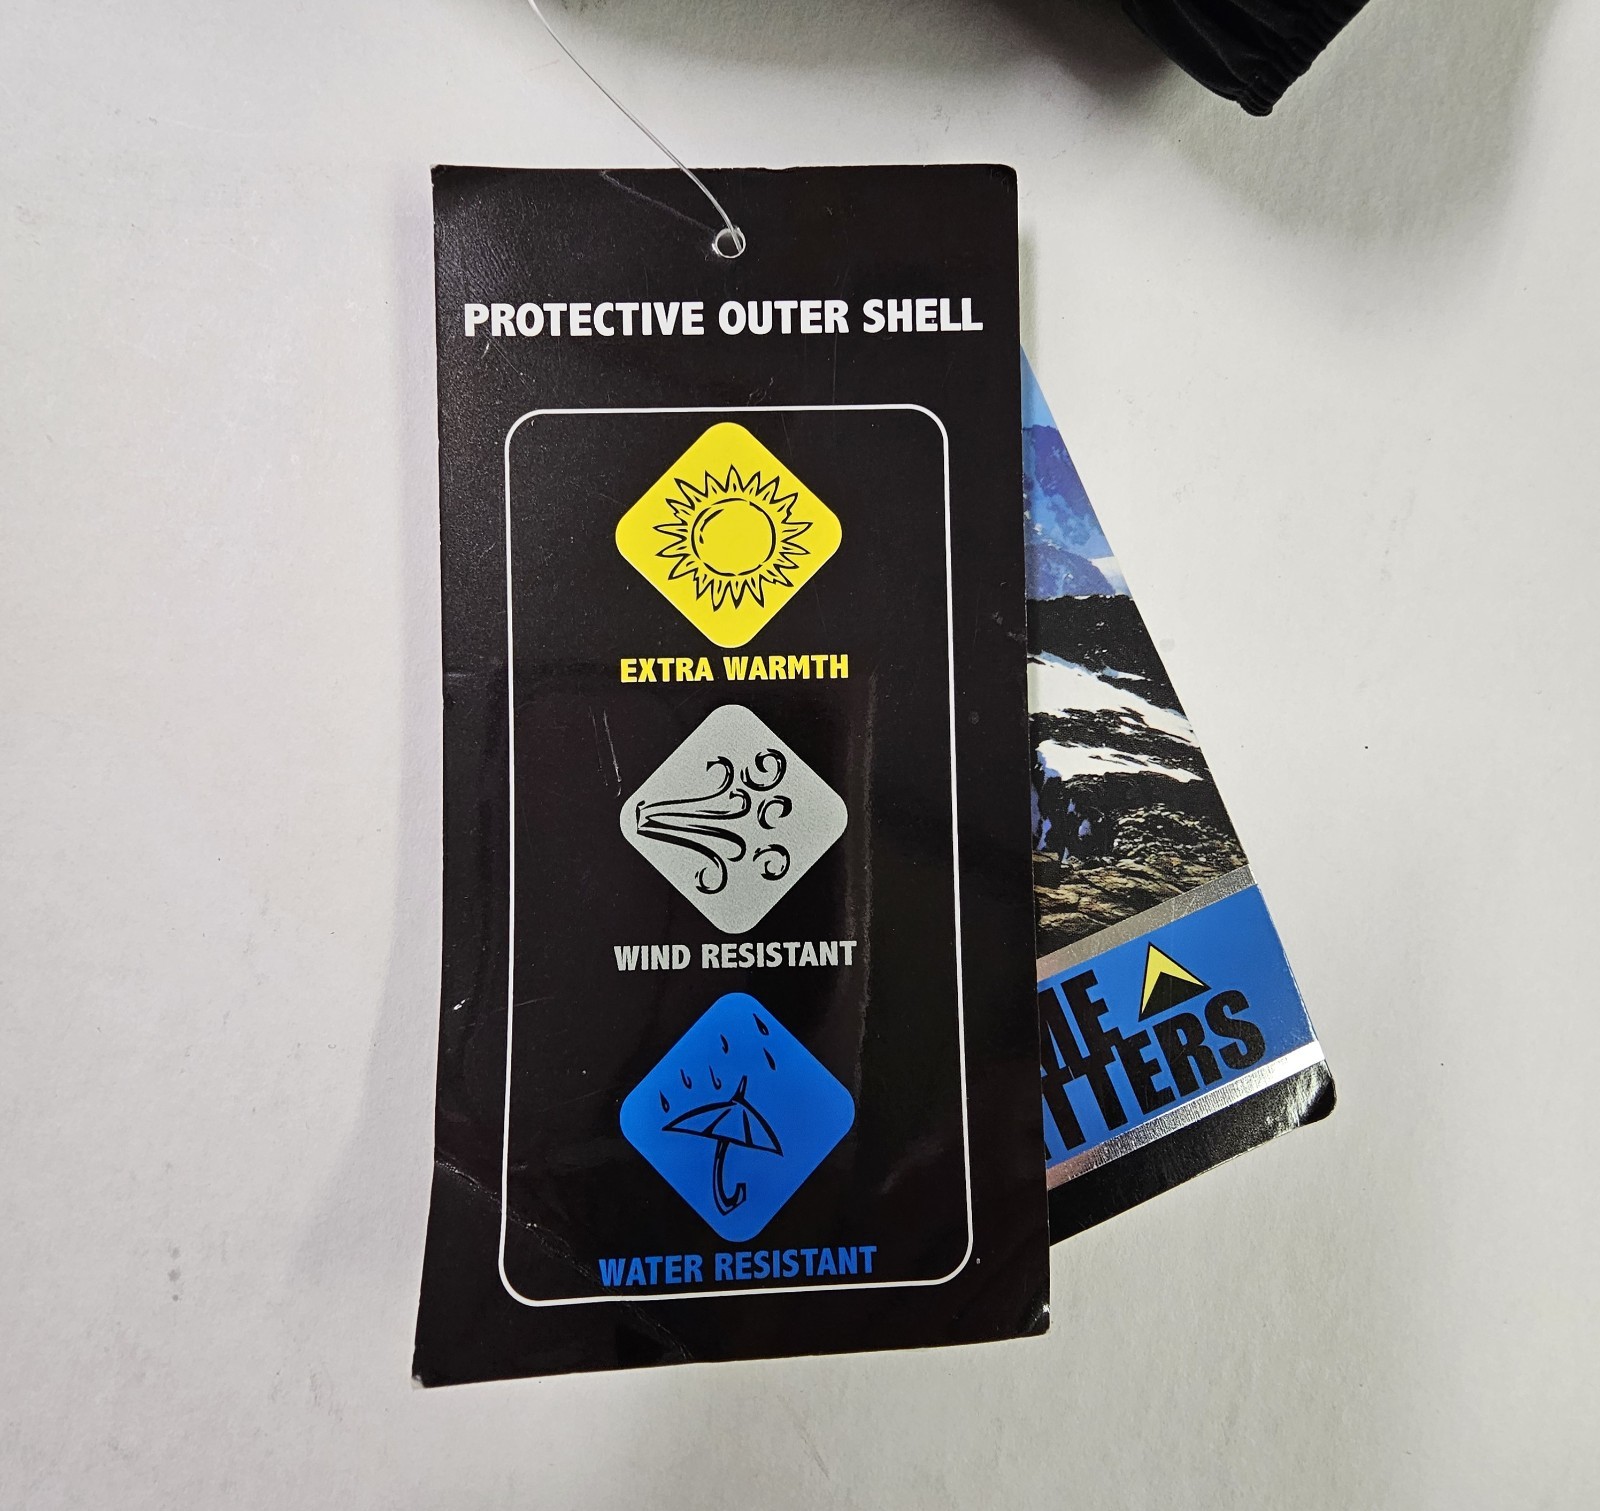 PROTECTIVE OUTER SHELL
EXTRA WARMTH
WIND RESISTANT
WATER RESISTANT